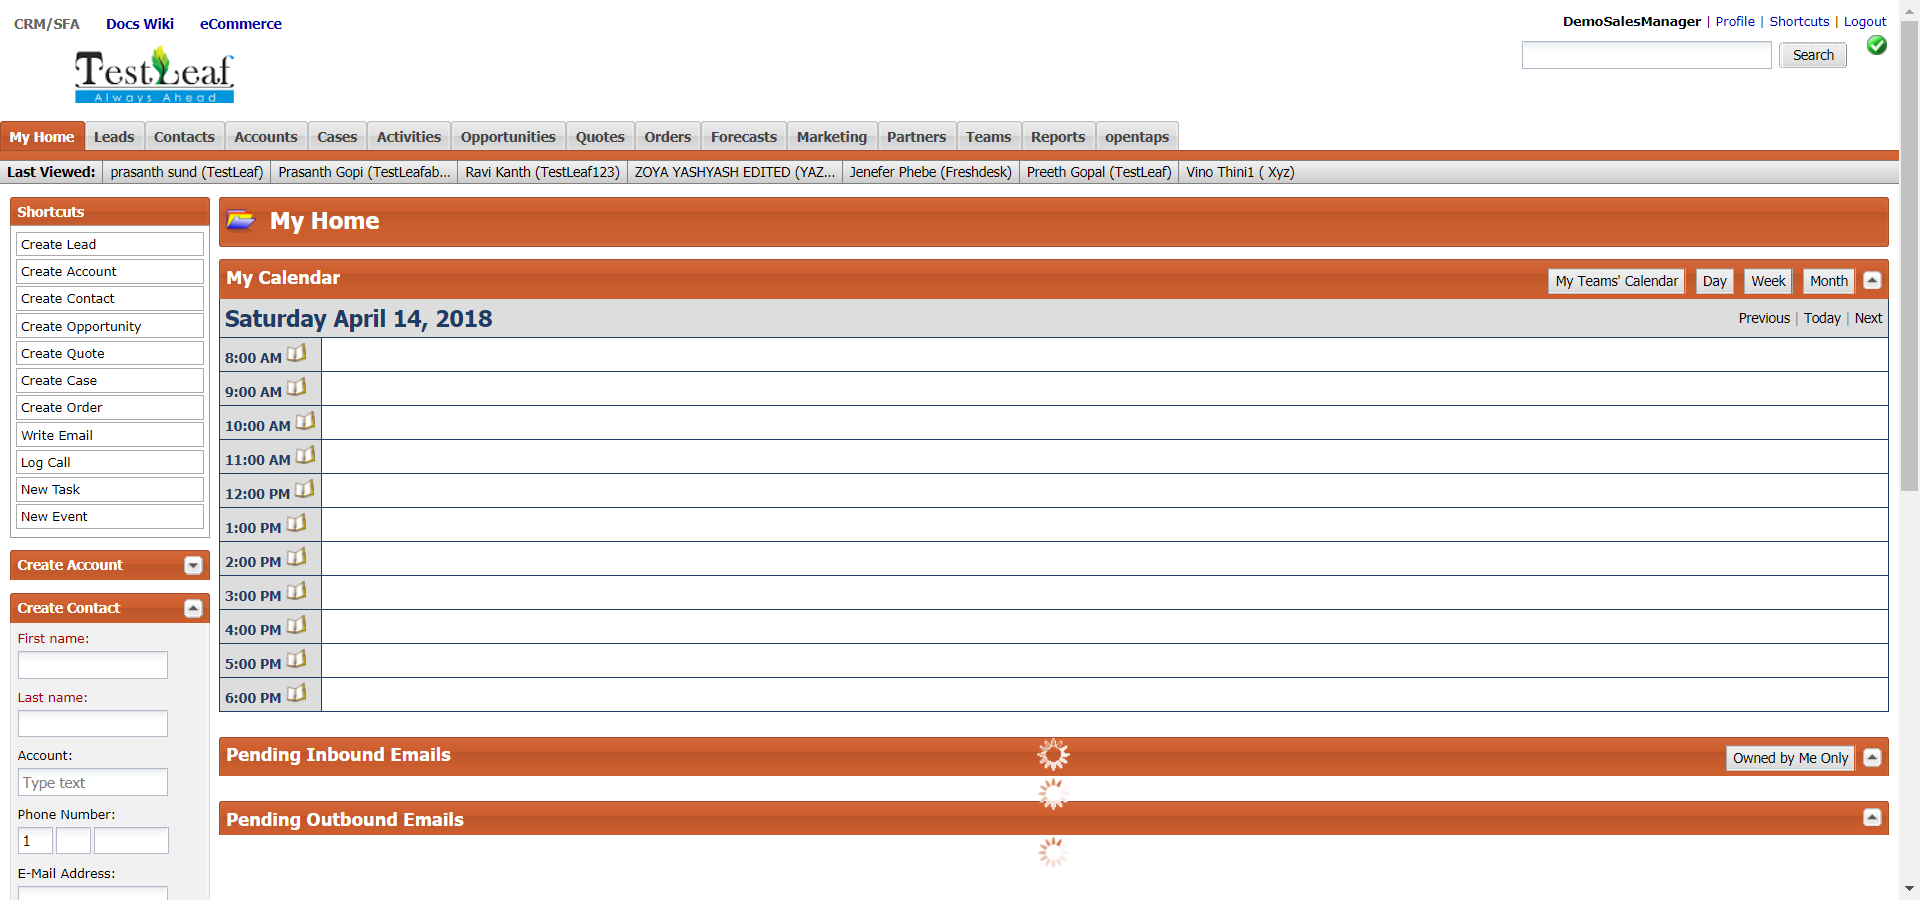 CRM/SFA Docs Wiki eCommerce
DemoSalesManager | Profile | Shortcuts | Logout
Search
TestLeaf
Always Ahead
My Home Leads Contacts Accounts Cases Activities Opportunities Quotes Orders Forecasts Marketing Partners Teams Reports opentaps
Last Viewed: prasanth sund (TestLeaf) Prasanth Gopi (TestLeafab... Ravi Kanth (TestLeaf123) ZOYA YASHYASH EDITED (YAZ... Jenefer Phebe (Freshdesk) Preeth Gopal (TestLeaf) Vino Thini1 ( Xyz)
Shortcuts
Create Lead
Create Account
Create Contact
Create Opportunity
Create Quote
Create Case
Create Order
Write Email
Log Call
New Task
New Event
Create Account
Create Contact
First name:
Last name:
Account:
Type text
Phone Number:
1
E-Mail Address:
My Home
My Calendar
My Teams' Calendar Day Week Month
Saturday April 14, 2018
Previous | Today | Next
8:00 AM
9:00 AM
10:00 AM
11:00 AM
12:00 PM
1:00 PM
2:00 PM
3:00 PM
4:00 PM
5:00 PM
6:00 PM
Pending Inbound Emails
Owned by Me Only
Pending Outbound Emails